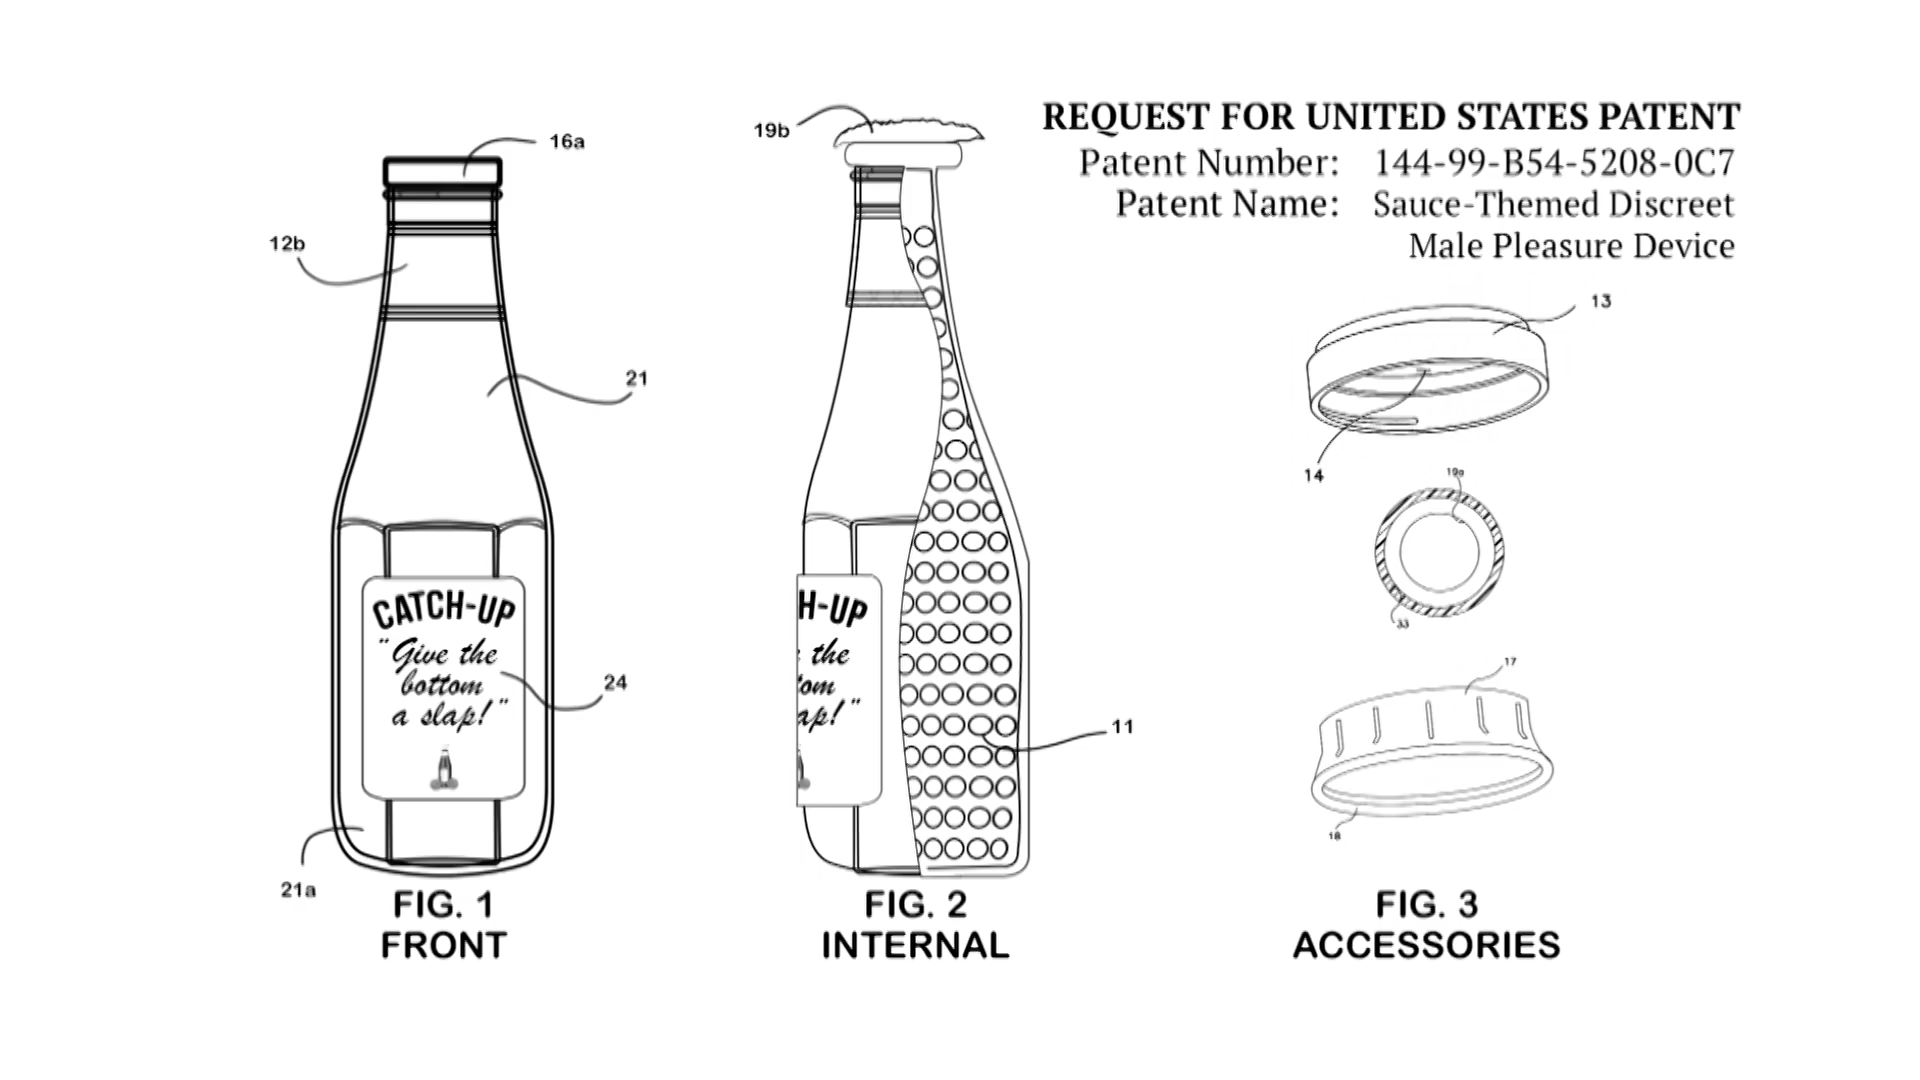 REQUEST FOR UNITED STATES PATENT
Patent Number: 144-99-B54-5208-0C7
Patent Name: Sauce-Themed Discreet
Male Pleasure Device
16a
12b
21
CATCH-UP
"Give the
bottom
a slap!"
24
21a
FIG. 1
FRONT
19b
H-UP
the
tom
ap!"
11
FIG. 2
INTERNAL
13
14
19a
33
17
18
FIG. 3
ACCESSORIES